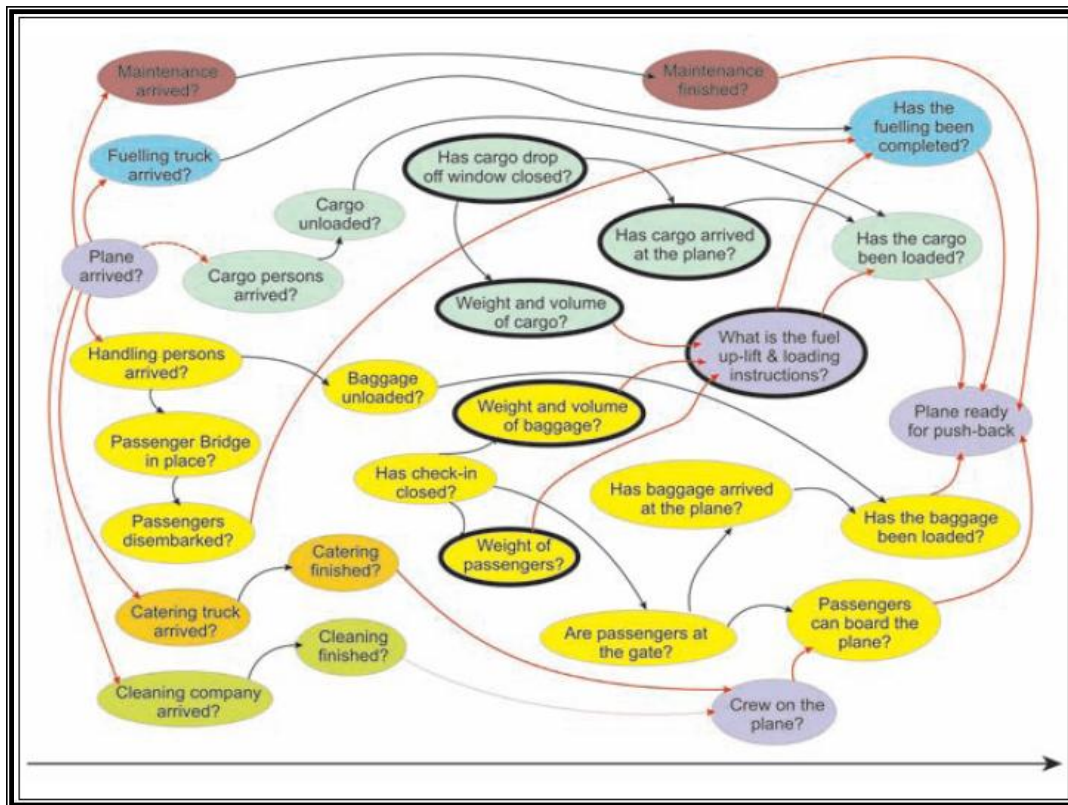 Maintenance
arrived?
Maintenance
finished?
Has the
fuelling been
completed?
Fuelling truck
arrived?
Has cargo drop
off window closed?
Cargo
unloaded?
Has cargo arrived
at the plane?
Has the cargo
been loaded?
Plane
arrived?
Cargo persons
arrived?
Weight and volume
of cargo?
What is the fuel
up-lift & loading
instructions?
Handling persons
arrived?
Baggage
unloaded?
Weight and volume
of baggage?
Plane ready
for push-back
Passenger Bridge
in place?
Has check-in
closed?
Has baggage arrived
at the plane?
Passengers
disembarked?
Has the baggage
been loaded?
Weight of
passengers?
Catering
finished?
Catering truck
arrived?
Are passengers at
the gate?
Passengers
can board the
plane?
Cleaning
finished?
Cleaning company
arrived?
Crew on the
plane?